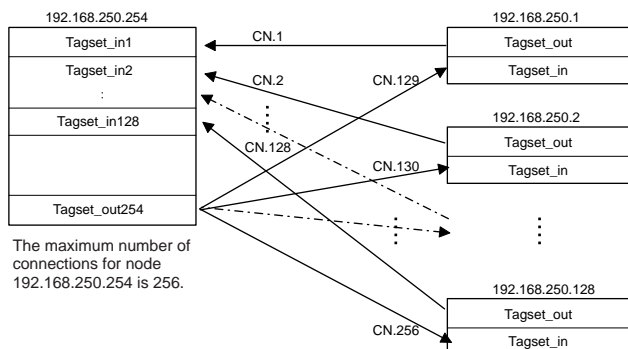 192.168.250.254
Tagset_in1
Tagset_in2
:
Tagset_in128
Tagset_out254
The maximum number of
connections for node
192.168.250.254 is 256.
CN.1
CN.2
CN.129
CN.128
CN.130
CN.256
192.168.250.1
Tagset_out
Tagset_in
192.168.250.2
Tagset_out
Tagset_in
192.168.250.128
Tagset_out
Tagset_in